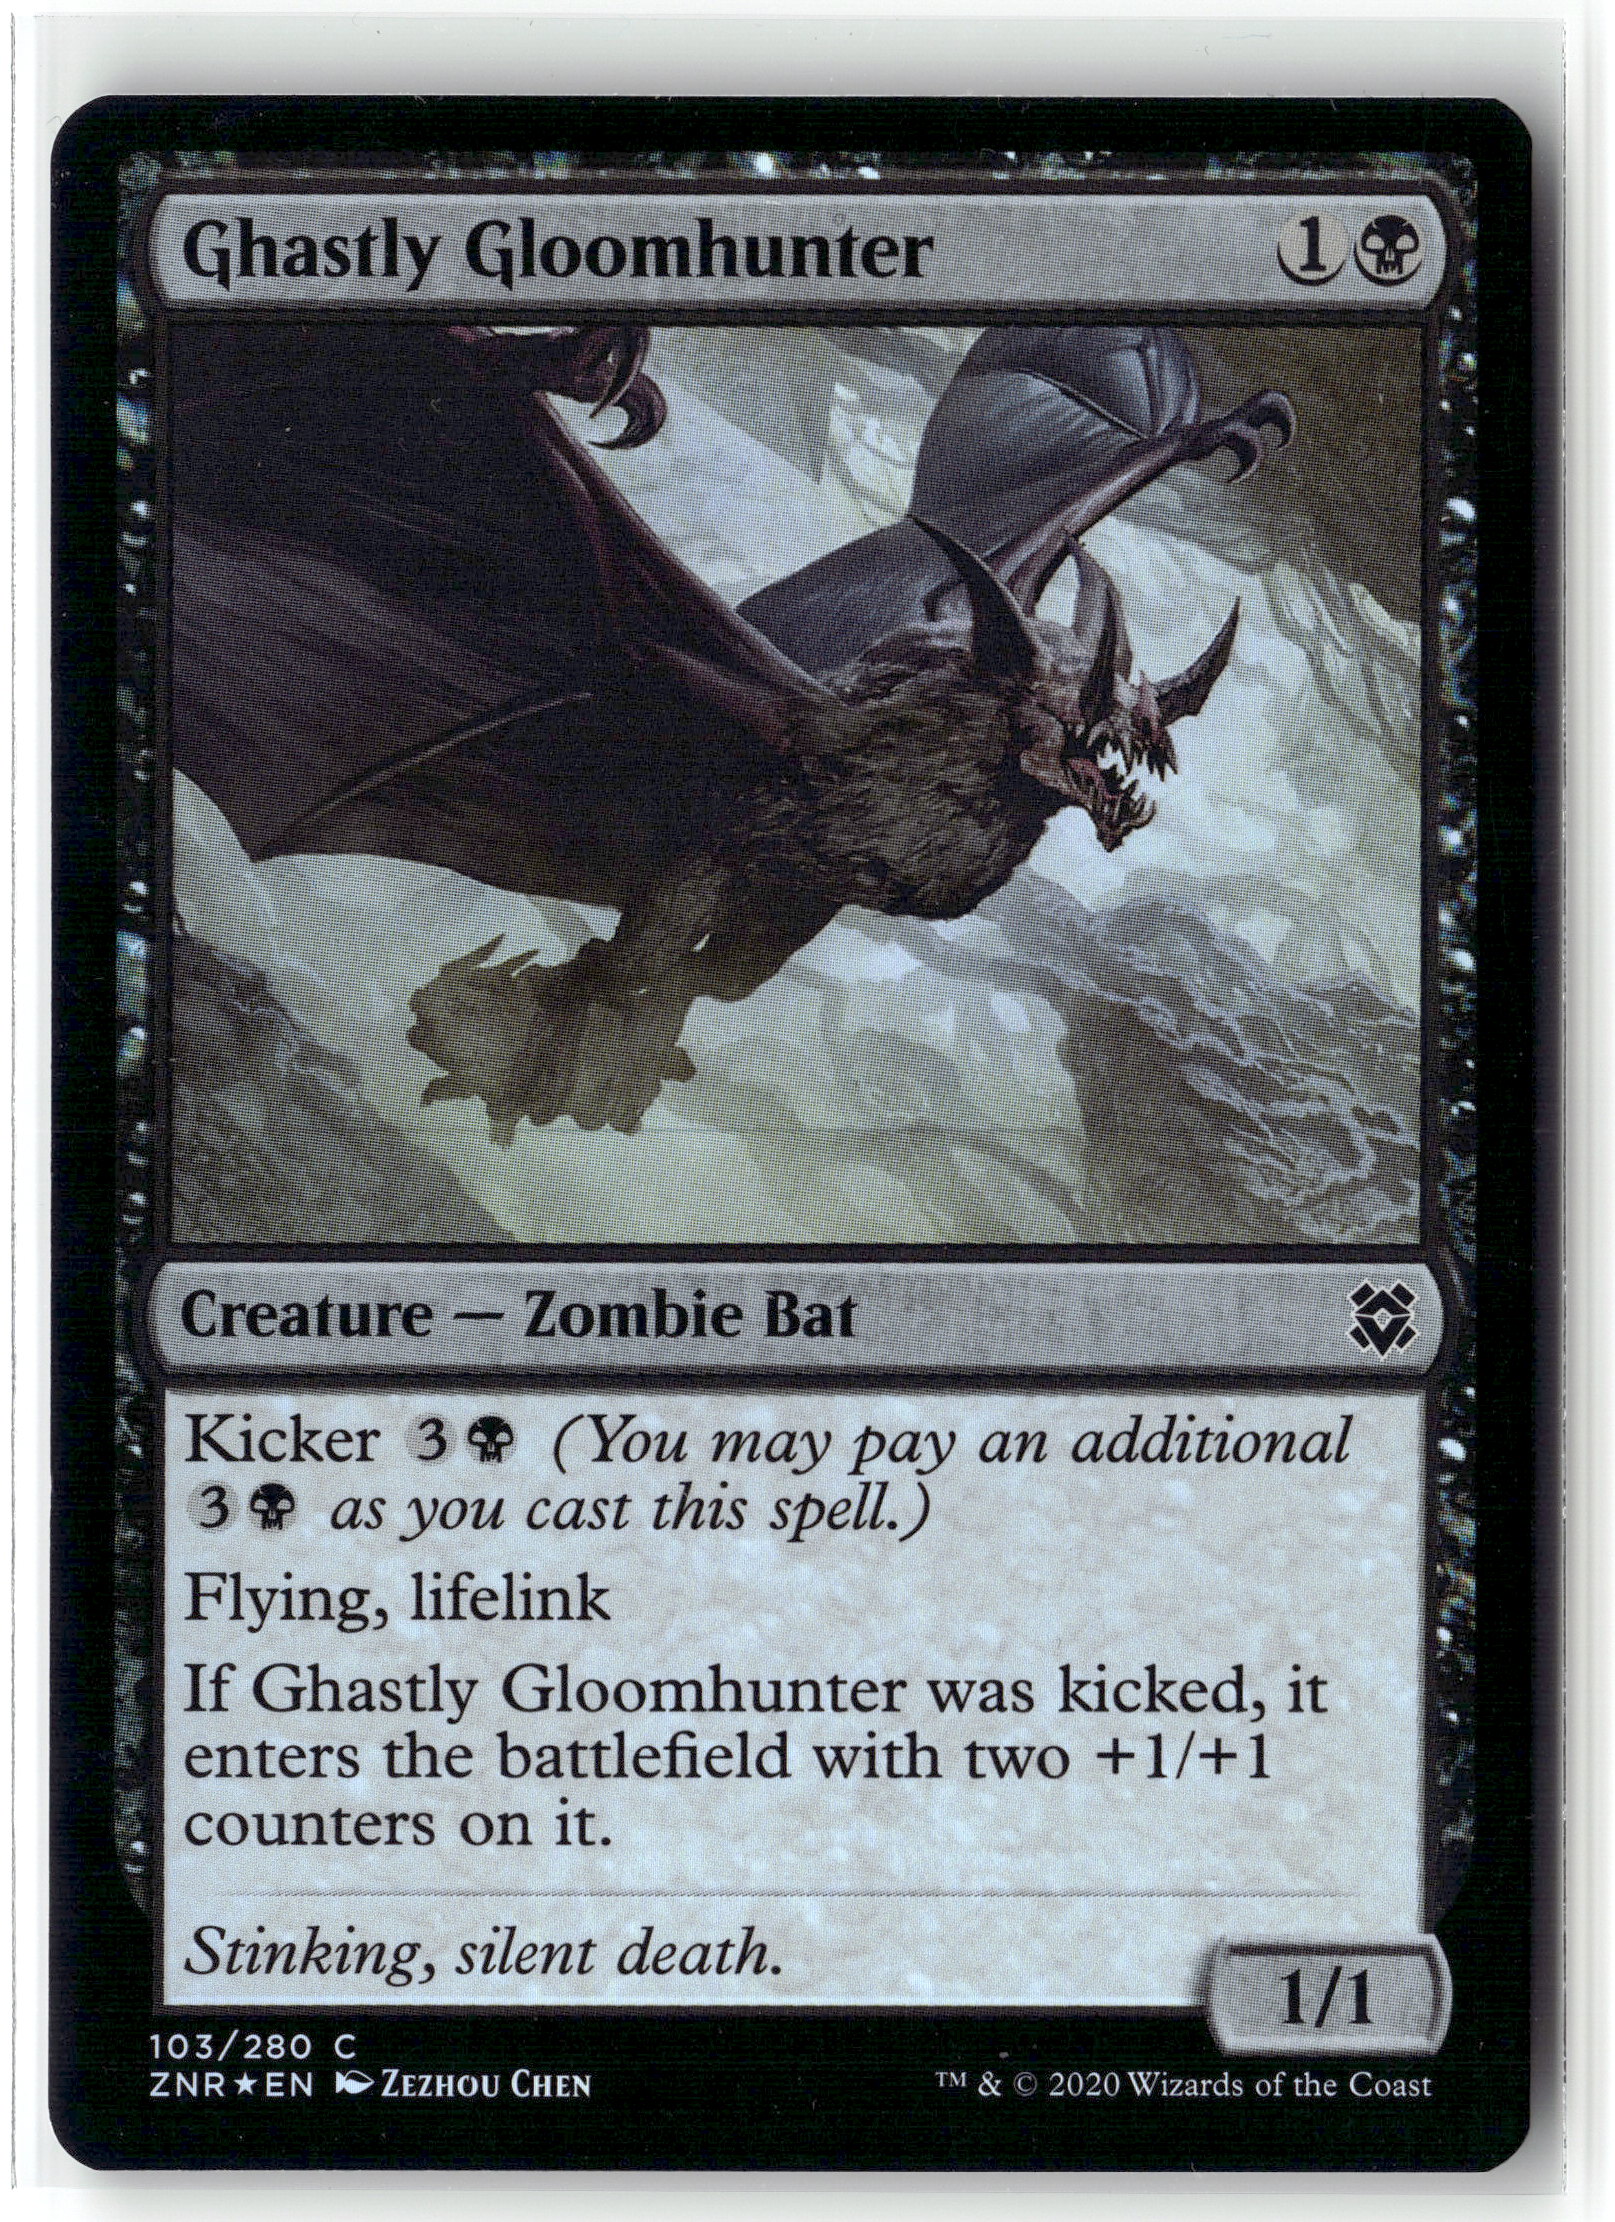 Ghastly Gloomhunter 1
Creature — Zombie Bat
Kicker 3 (You may pay an additional
3 as you cast this spell.)
Flying, lifelink
If Ghastly Gloomhunter was kicked, it
enters the battlefield with two +1/+1
counters on it.
Stinking, silent death.
1/1
103/280 C
ZNR★EN ZEZHOU CHEN
™ & © 2020 Wizards of the Coast